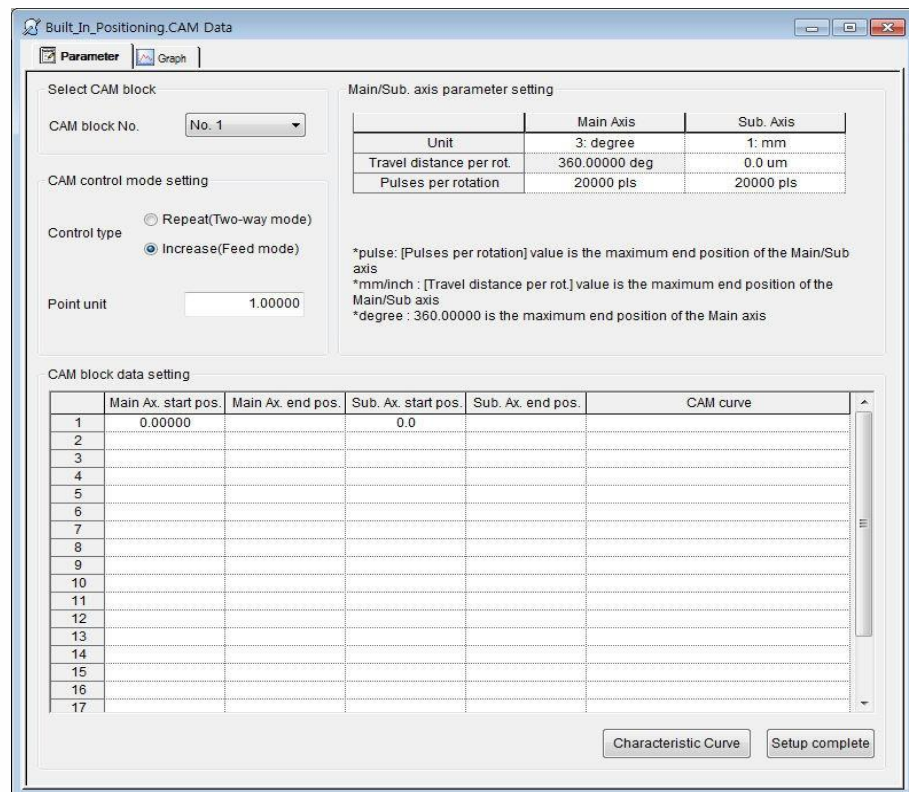 Built_In_Positioning.CAM Data
Parameter
Graph
Select CAM block
CAM block No.
No. 1
CAM control mode setting
Control type
Repeat(Two-way mode)
Increase(Feed mode)
Point unit
1.00000
Main/Sub. axis parameter setting
Main Axis Sub. Axis
Unit 3: degree 1: mm
Travel distance per rot. 360.00000 deg 0.0 um
Pulses per rotation 20000 pls 20000 pls
*pulse: [Pulses per rotation] value is the maximum end position of the Main/Sub
axis
*mm/inch : [Travel distance per rot.] value is the maximum end position of the
Main/Sub axis
*degree : 360.00000 is the maximum end position of the Main axis
CAM block data setting
Main Ax. start pos. Main Ax. end pos. Sub. Ax. start pos. Sub. Ax. end pos. CAM curve
1 0.00000 0.0
2
3
4
5
6
7
8
9
10
11
12
13
14
15
16
17
Characteristic Curve
Setup complete